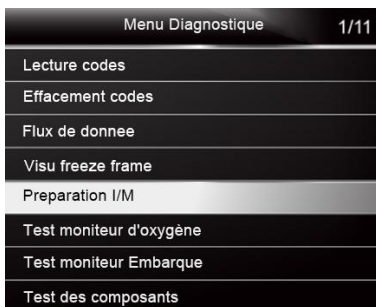 Menu Diagnostique 1/11
Lecture codes
Effacement codes
Flux de donnee
Visu freeze frame
Preparation I/M
Test moniteur d'oxygène
Test moniteur Embarque
Test des composants